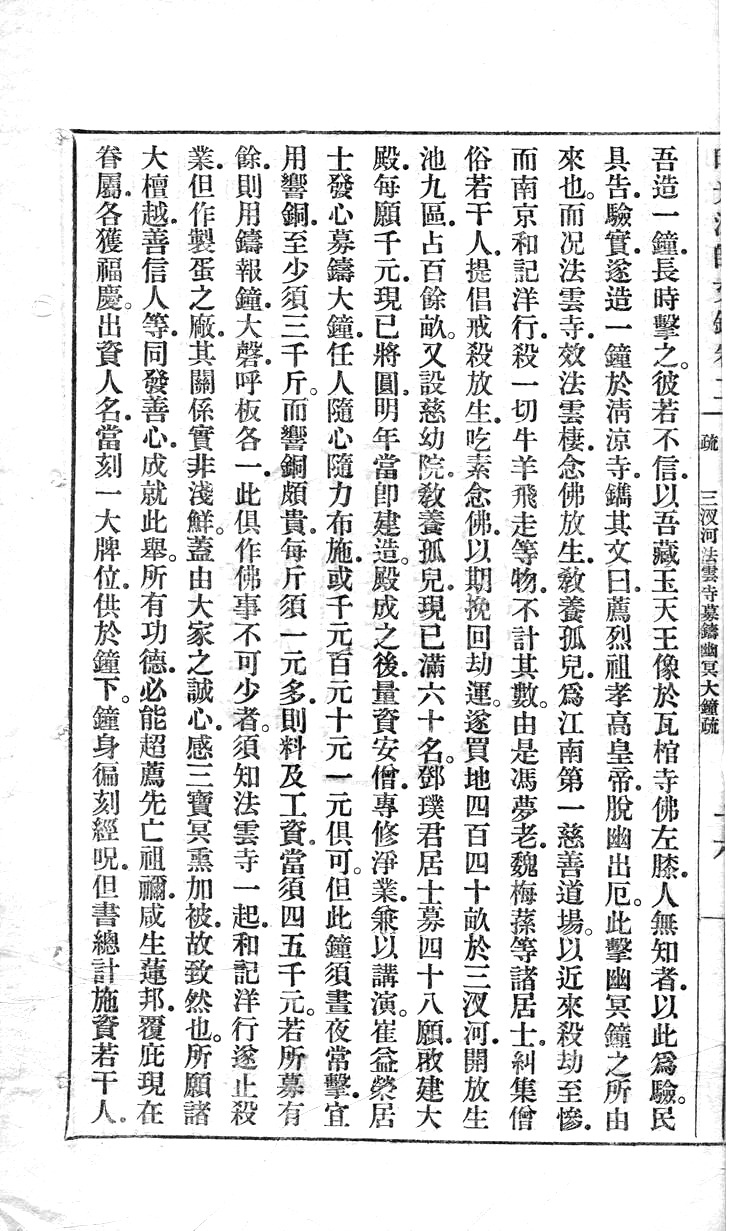 疏　三汊河法雲寺募鑄幽冥大鐘疏
吾造一鐘．長時擊之。彼若不信．以吾藏玉天王像於瓦棺寺佛左膝．人無知者．以此爲驗。民
具告．驗實．遂造一鐘於淸涼寺．鐫其文曰．薦烈祖孝高皇帝．脫幽出厄。此擊幽冥鐘之所由
來也。而况法雲寺．效法雲棲．念佛放生．敎養孤兒．爲江南第一慈善道場。以近來殺劫至慘．
而南京和記洋行．殺一切牛羊飛走等物．不計其數。由是馮夢老．魏梅蓀等諸居士．糾集僧
俗若干人．提倡戒殺放生．吃素念佛．以期挽回劫運。遂買地四百四十畝於三汊河．開放生
池九區．占百餘畝。又設慈幼院．敎養孤兒．現已滿六十名。鄧璞君居士募四十八願．啟建大
殿．每願千元．現已將圓．明年當即建造。殿成之後．量資安僧．專修淨業．兼以講演。崔益榮居
士發心募鑄大鐘．任人隨心隨力布施．或千元百元十元一元俱可。但此鐘須晝夜常擊．宜
用響銅．至少須三千斤。而響銅頗貴．每斤須一元多．則料及工資．當須四五千元。若所募有
餘．則用鑄報鐘．大磬．呼板各一．此俱作佛事不可少者。須知法雲寺一起．和記洋行遂止殺
業．但作製蛋之廠．其關係實非淺鮮。蓋由大家之誠心．感三寶冥熏加被．故致然也。所願諸
大檀越．善信人等．同發善心．成就此舉。所有功德．必能超薦先亡祖禰．咸生蓮邦．覆庇現在
眷屬．各獲福慶。出資人名．當刻一大牌位．供於鐘下。鐘身徧刻經呪．但書總計施資若干人。